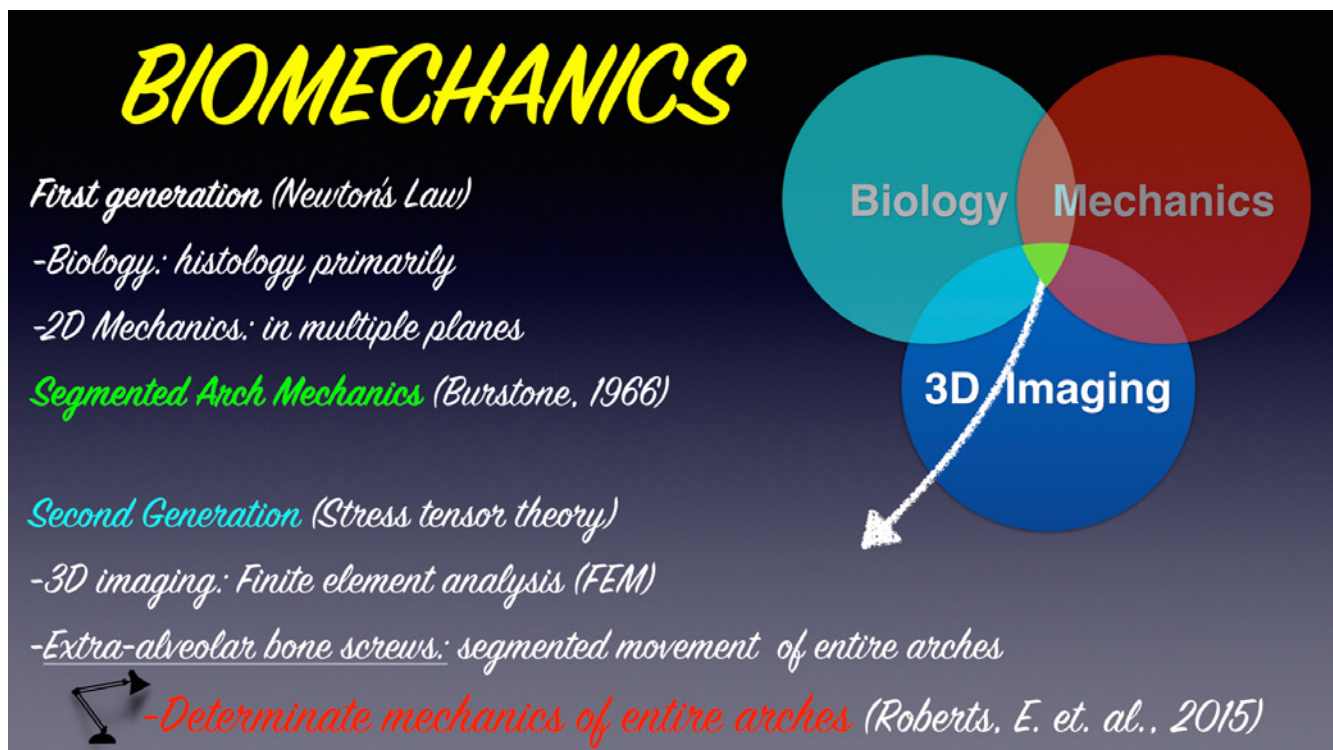 BIOMECHANICS
First generation (Newton's Law)
-Biology: histology primarily
-2D Mechanics: in multiple planes
Segmented Arch Mechanics (Burstone, 1966)
Second Generation (Stress tensor theory)
-3D imaging: Finite element analysis (FEM)
-Extra-alveolar bone screws: segmented movement of entire arches
-Determinate mechanics of entire arches (Roberts, E. et. al., 2015)
Biology
Mechanics
3D Imaging